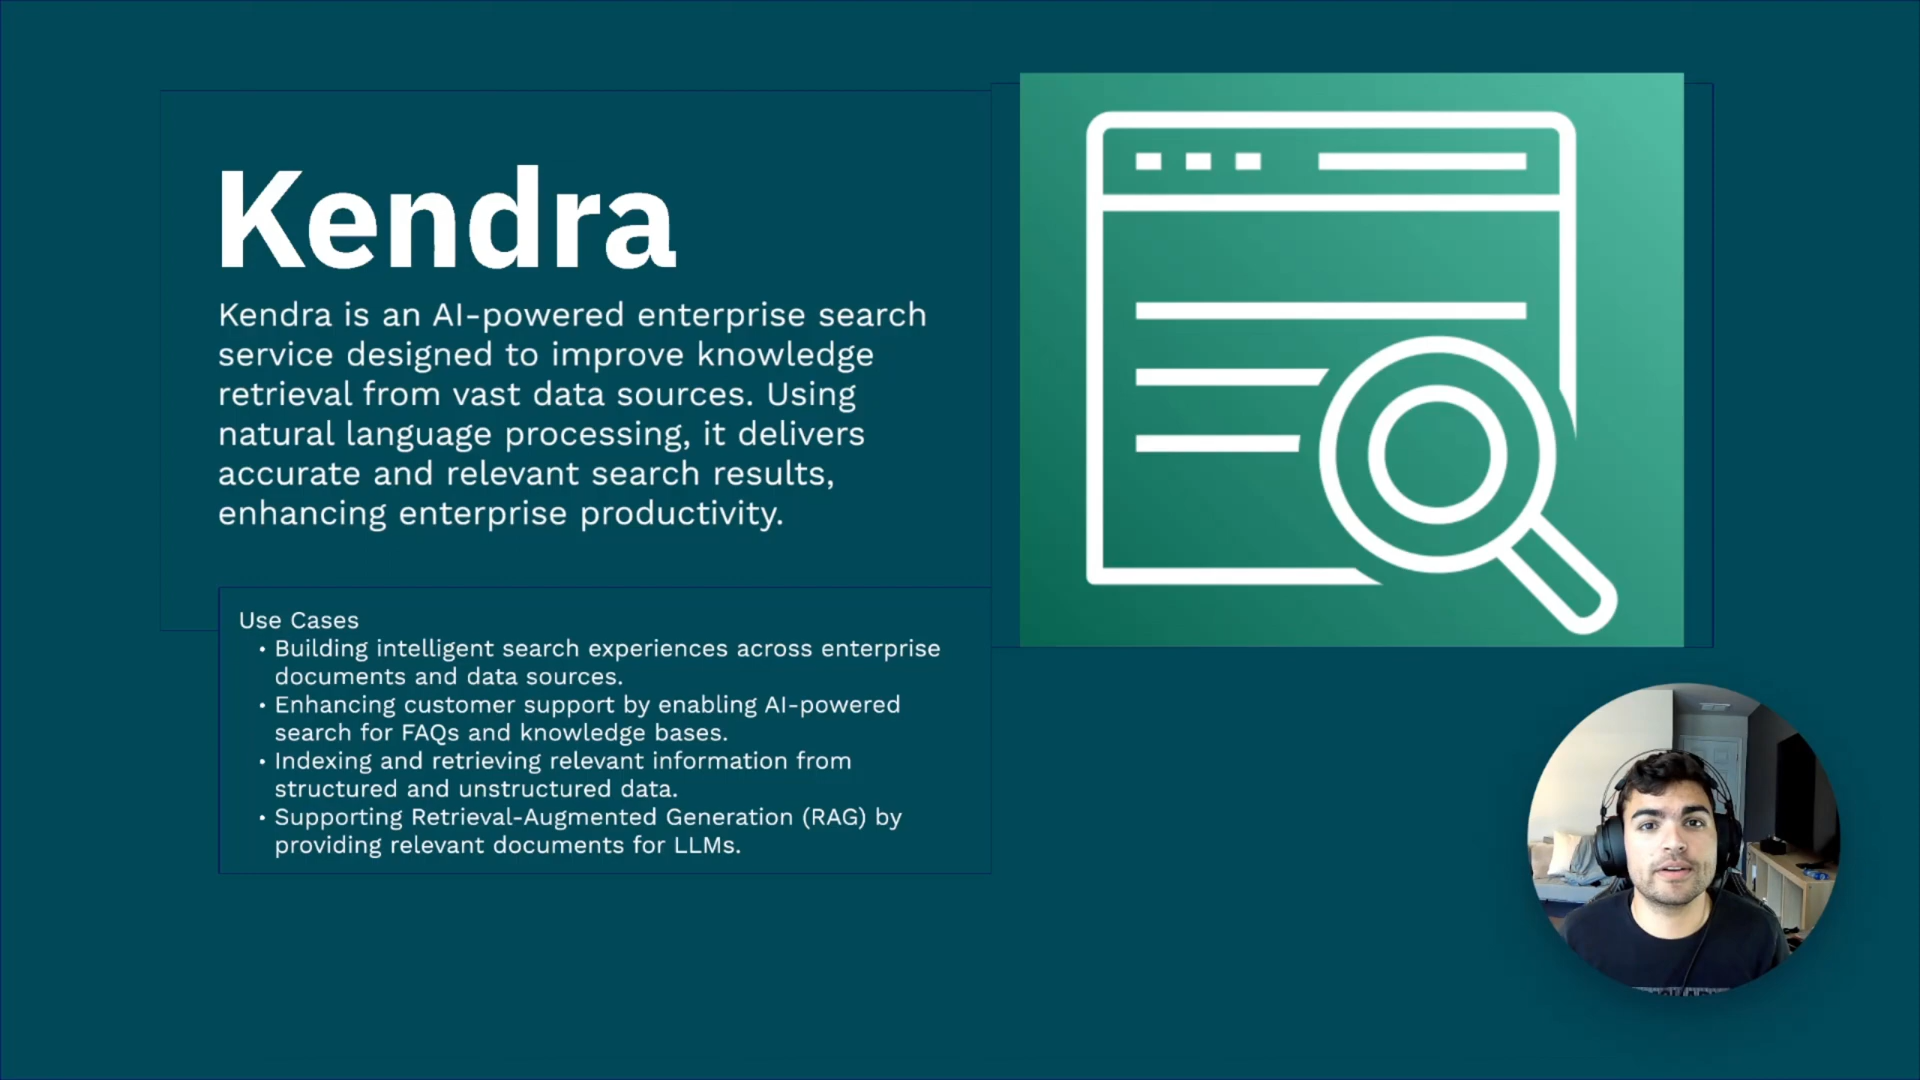 Kendra
Kendra is an AI-powered enterprise search
service designed to improve knowledge
retrieval from vast data sources. Using
natural language processing, it delivers
accurate and relevant search results,
enhancing enterprise productivity.
Use Cases
• Building intelligent search experiences across enterprise
documents and data sources.
• Enhancing customer support by enabling AI-powered
search for FAQs and knowledge bases.
• Indexing and retrieving relevant information from
structured and unstructured data.
• Supporting Retrieval-Augmented Generation (RAG) by
providing relevant documents for LLMs.